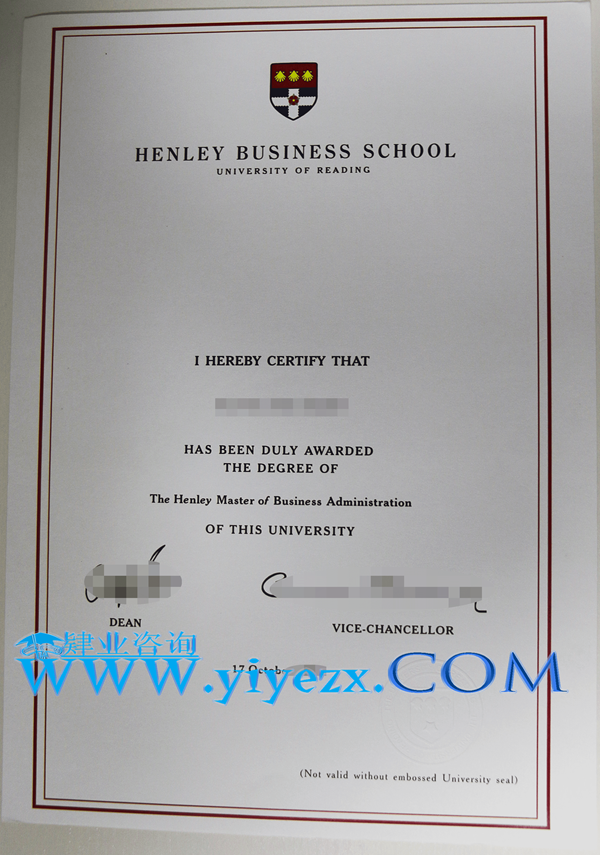 HENLEY BUSINESS SCHOOL
UNIVERSITY OF READING
I HEREBY CERTIFY THAT
HAS BEEN DULY AWARDED
THE DEGREE OF
The Henley Master of Business Administration
OF THIS UNIVERSITY
DEAN
VICE-CHANCELLOR
肄业咨询
17 Octobe
WWW.yiyezx.COM
(Not valid without embossed University seal)